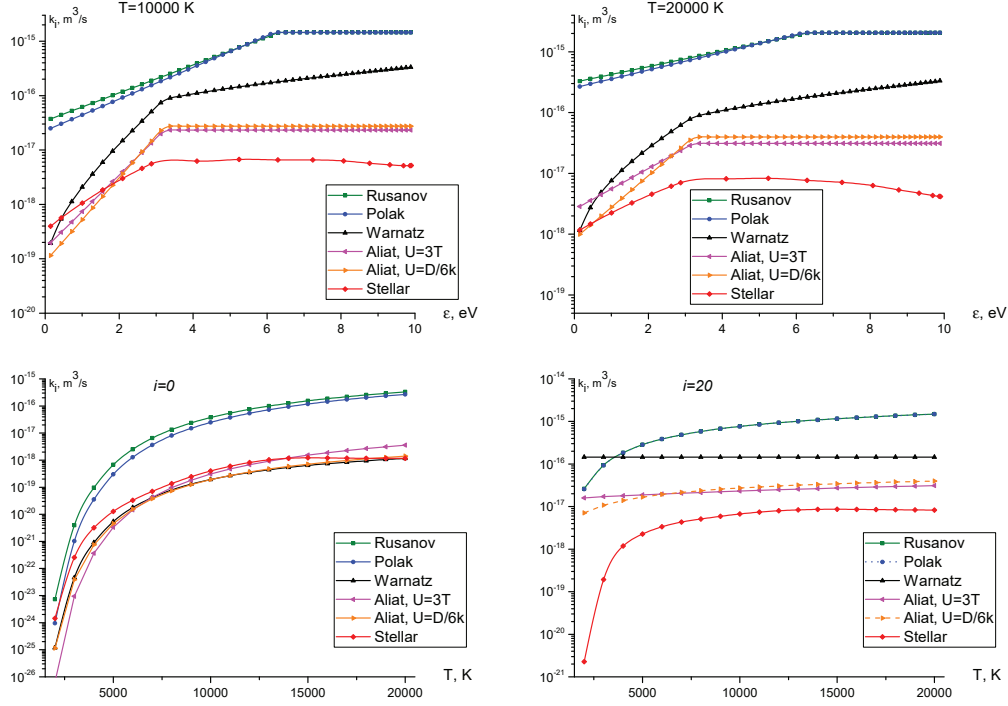 k_i, m^3/s
T=10000 K
10^-15
10^-16
10^-17
10^-18
10^-19
10^-20
Rusanov
Polak
Warnatz
Aliat, U=3T
Aliat, U=D/6k
Stellar
0 2 4 6 8 10
ε, eV
k_i, m^3/s
T=20000 K
10^-15
10^-16
10^-17
10^-18
10^-19
Rusanov
Polak
Warnatz
Aliat, U=3T
Aliat, U=D/6k
Stellar
0 2 4 6 8 10
ε, eV
k_i, m^3/s
i=0
10^-15
10^-16
10^-17
10^-18
10^-19
10^-20
10^-21
10^-22
10^-23
10^-24
10^-25
10^-26
Rusanov
Polak
Warnatz
Aliat, U=3T
Aliat, U=D/6k
Stellar
5000 10000 15000 20000
T, K
k_i, m^3/s
i=20
10^-14
10^-15
10^-16
10^-17
10^-18
10^-19
10^-20
10^-21
Rusanov
Polak
Warnatz
Aliat, U=3T
Aliat, U=D/6k
Stellar
5000 10000 15000 20000
T, K